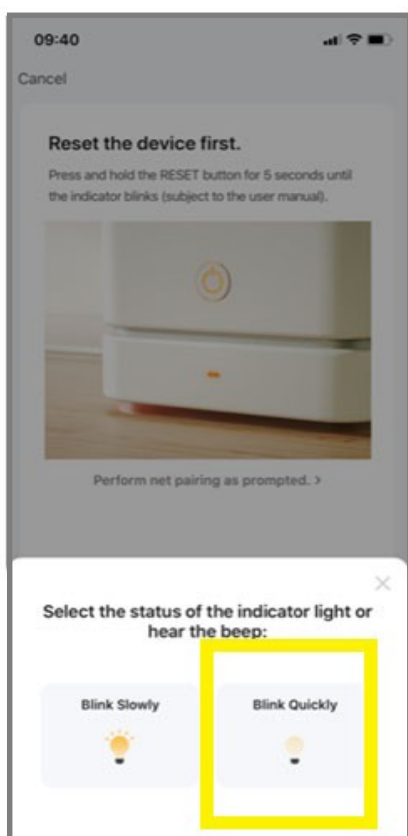 09:40
Cancel
Reset the device first.
Press and hold the RESET button for 5 seconds until
the indicator blinks (subject to the user manual).
Perform net pairing as prompted. >
Select the status of the indicator light or
hear the beep:
Blink Slowly
Blink Quickly